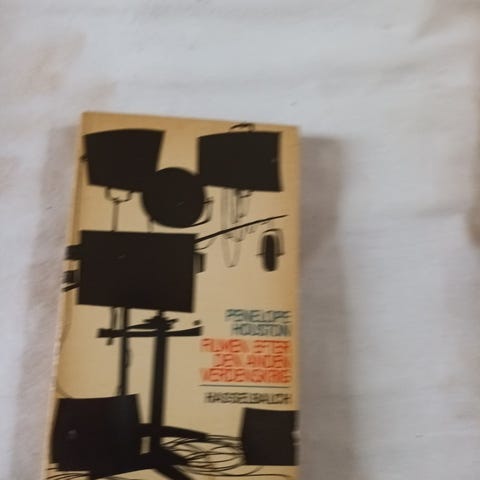 PENELOPE
HOUSTON
FILMEN EFTER
DEN ANDEN
VERDENSKRIG
HASSELBALCH